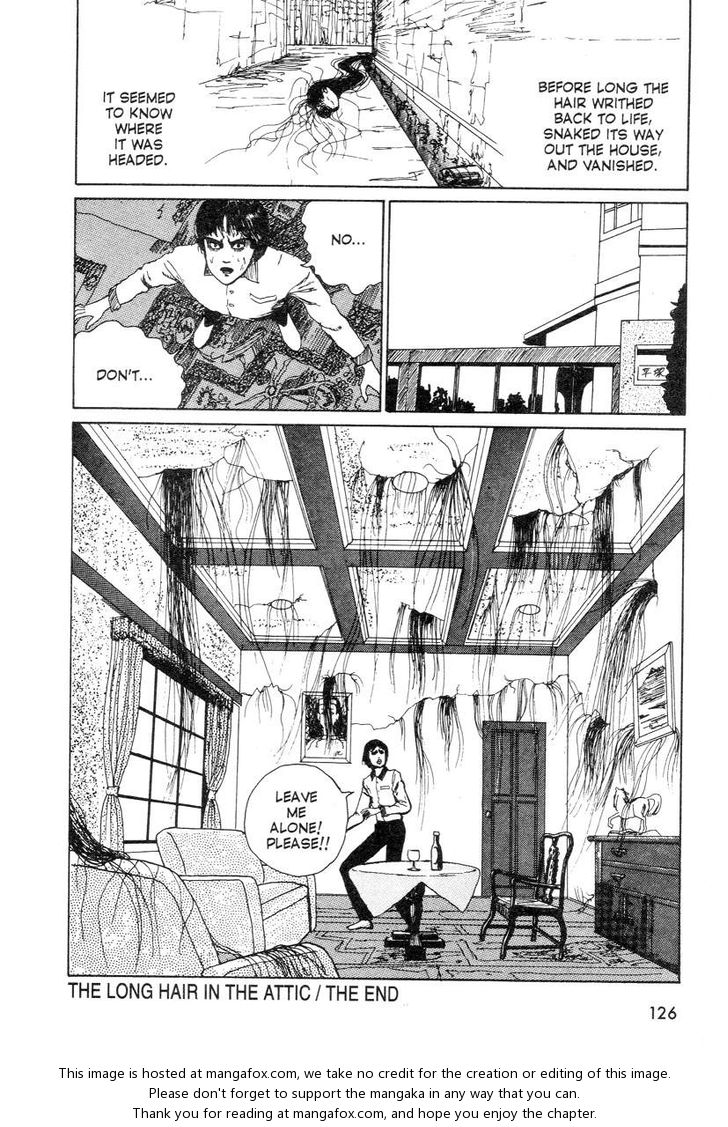 BEFORE LONG THE
HAIR WRITHED
BACK TO LIFE,
SNAKED ITS WAY
OUT THE HOUSE,
AND VANISHED.
IT SEEMED
TO KNOW
WHERE
IT WAS
HEADED.
平塚
NO...
DON'T...
LEAVE
ME
ALONE!
PLEASE!!
THE LONG HAIR IN THE ATTIC / THE END
126
This image is hosted at mangafox.com, we take no credit for the creation or editing of this image.
Please don't forget to support the mangaka in any way that you can.
Thank you for reading at mangafox.com, and hope you enjoy the chapter.